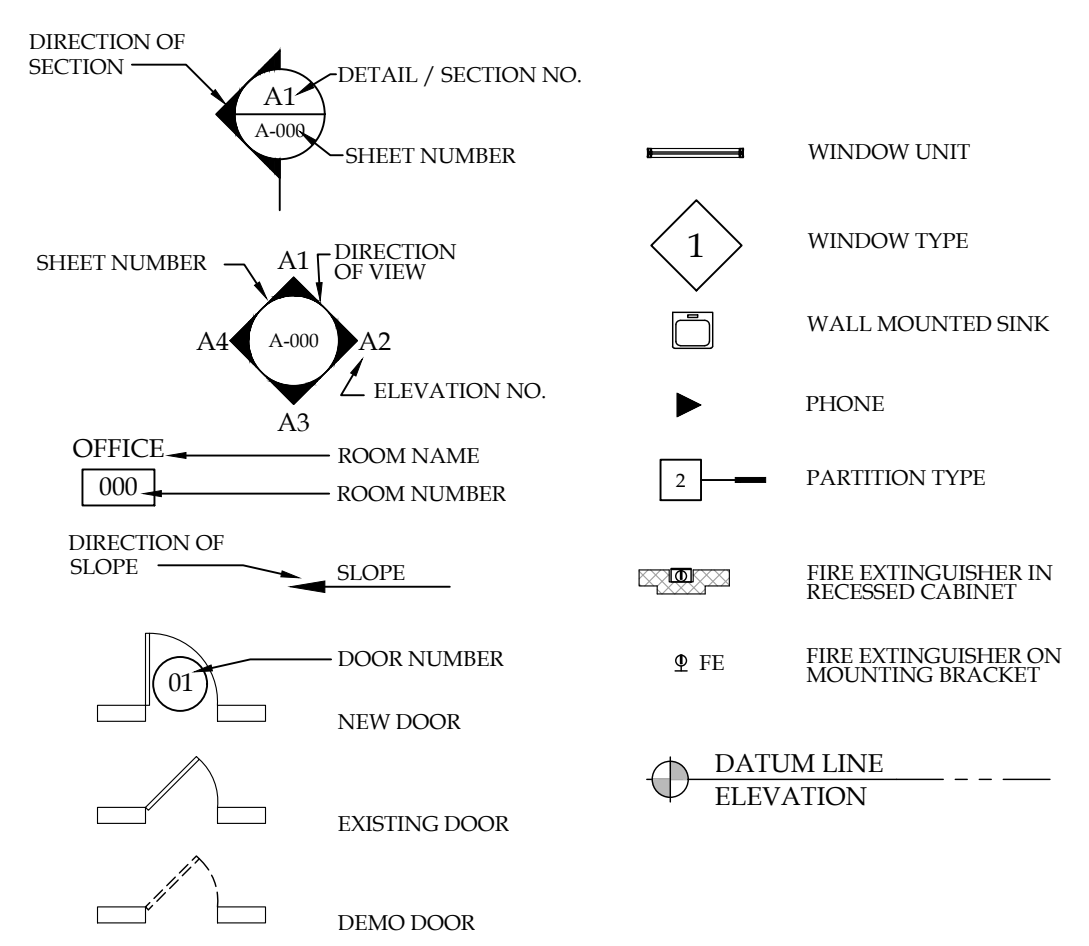 DIRECTION OF
SECTION
A1
DETAIL / SECTION NO.
A-000
SHEET NUMBER
SHEET NUMBER
A1
DIRECTION
OF VIEW
A4
A-000
A2
ELEVATION NO.
A3
OFFICE
ROOM NAME
000
ROOM NUMBER
DIRECTION OF
SLOPE
SLOPE
01
DOOR NUMBER
NEW DOOR
EXISTING DOOR
DEMO DOOR
WINDOW UNIT
1
WINDOW TYPE
WALL MOUNTED SINK
PHONE
2
PARTITION TYPE
FIRE EXTINGUISHER IN
RECESSED CABINET
FE
FIRE EXTINGUISHER ON
MOUNTING BRACKET
DATUM LINE
ELEVATION